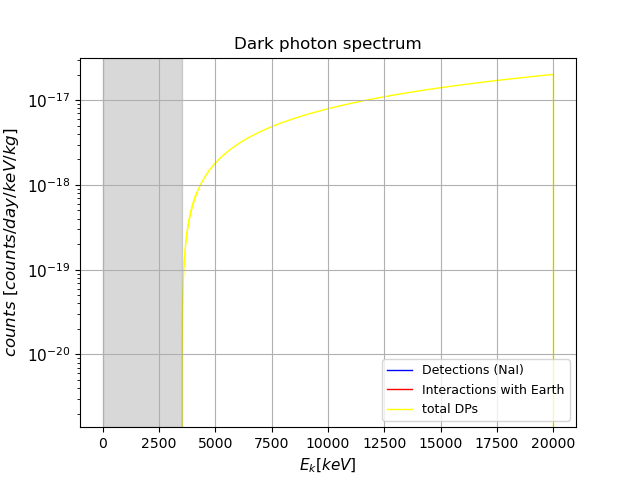 Dark photon spectrum
counts [counts/day/keV/kg]
10⁻¹⁷
10⁻¹⁸
10⁻¹⁹
10⁻²⁰
Detections (NaI)
Interactions with Earth
total DPs
0 2500 5000 7500 10000 12500 15000 17500 20000
Eₖ[keV]